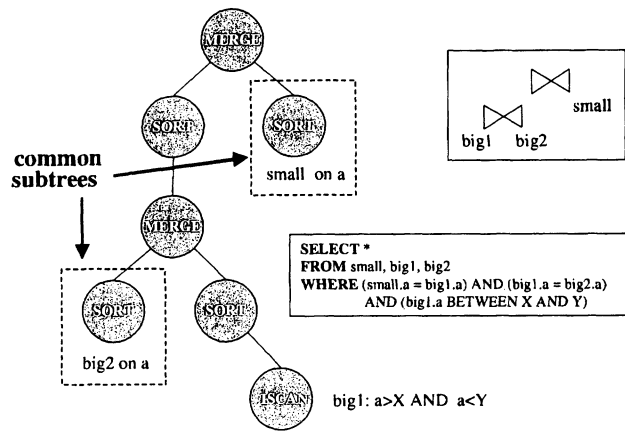 MERGE
SORT
SORT
small on a
common
subtrees
MERGE
SORT
big2 on a
SORT
ISCAN
big1: a>X AND a<Y
small
big1 big2
SELECT *
FROM small, big1, big2
WHERE (small.a = big1.a) AND (big1.a = big2.a)
AND (big1.a BETWEEN X AND Y)